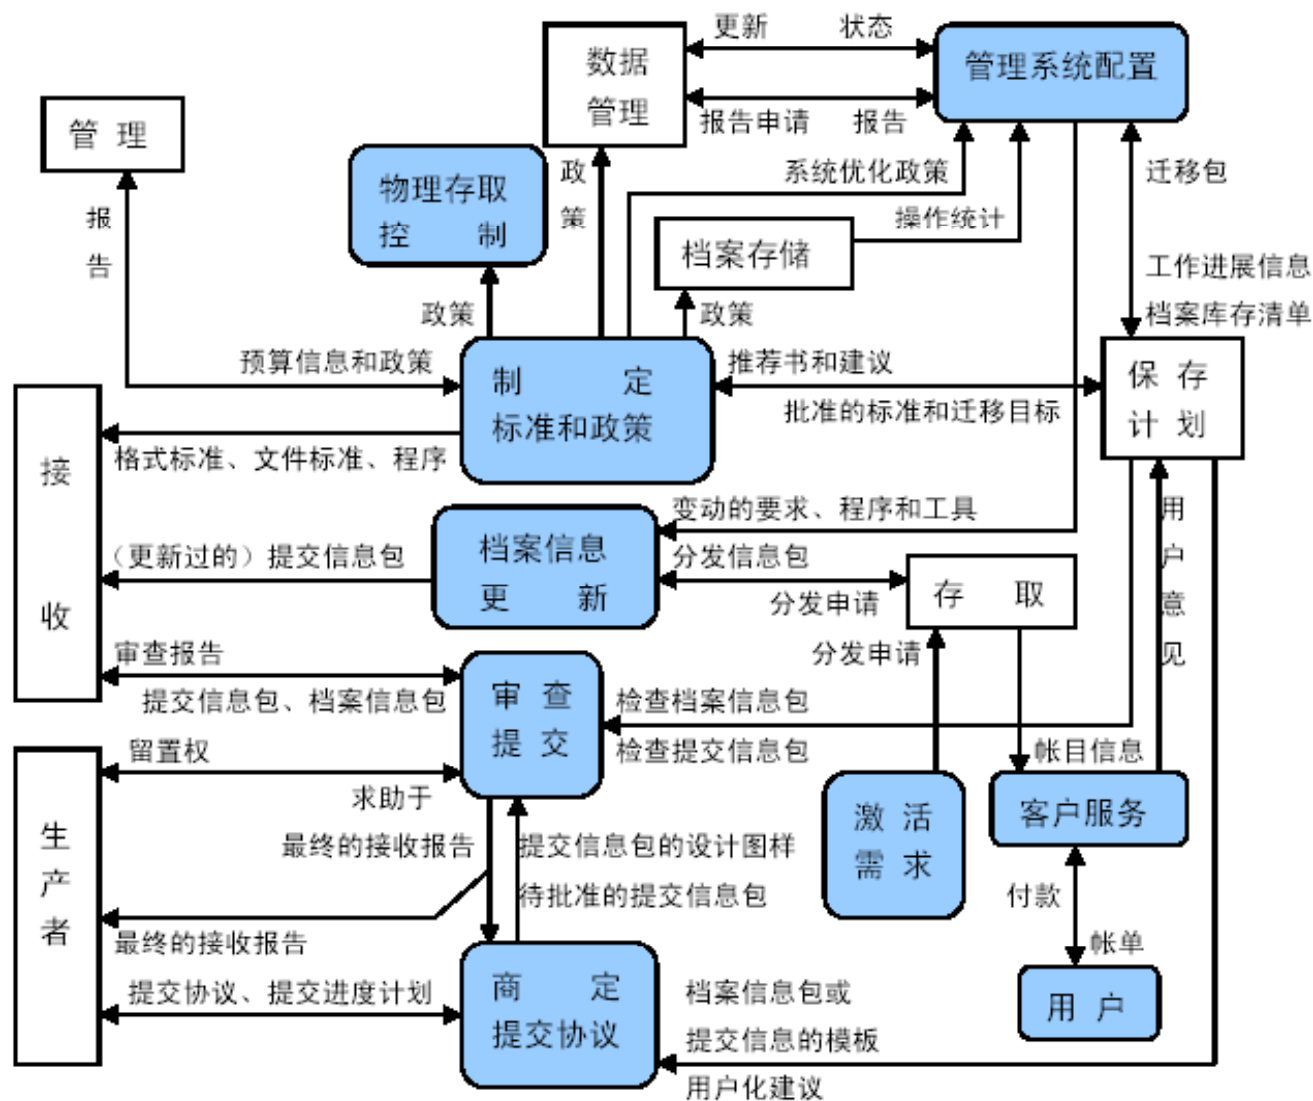 更新 状态
数据
管理
管理系统配置
报告申请 报告
管 理
政
策
系统优化政策
迁移包
物理存取
控 制
报
告
操作统计
档案存储
工作进展信息
档案库存清单
政策
政策
预算信息和政策
制 定
标准和政策
推荐书和建议
批准的标准和迁移目标
保 存
计 划
格式标准、文件标准、程序
接
收
变动的要求、程序和工具
用
户
意
见
档案信息
更 新
(更新过的)提交信息包
分发信息包
分发申请
存 取
审查报告
分发申请
提交信息包、档案信息包
审 查
提 交
检查档案信息包
检查提交信息包
留置权
帐目信息
求助于
生
产
者
激 活
需 求
客户服务
最终的接收报告
提交信息包的设计图样
待批准的提交信息包
付款
最终的接收报告
帐单
提交协议、提交进度计划
商 定
提交协议
档案信息包或
提交信息的模板
用户化建议
用 户